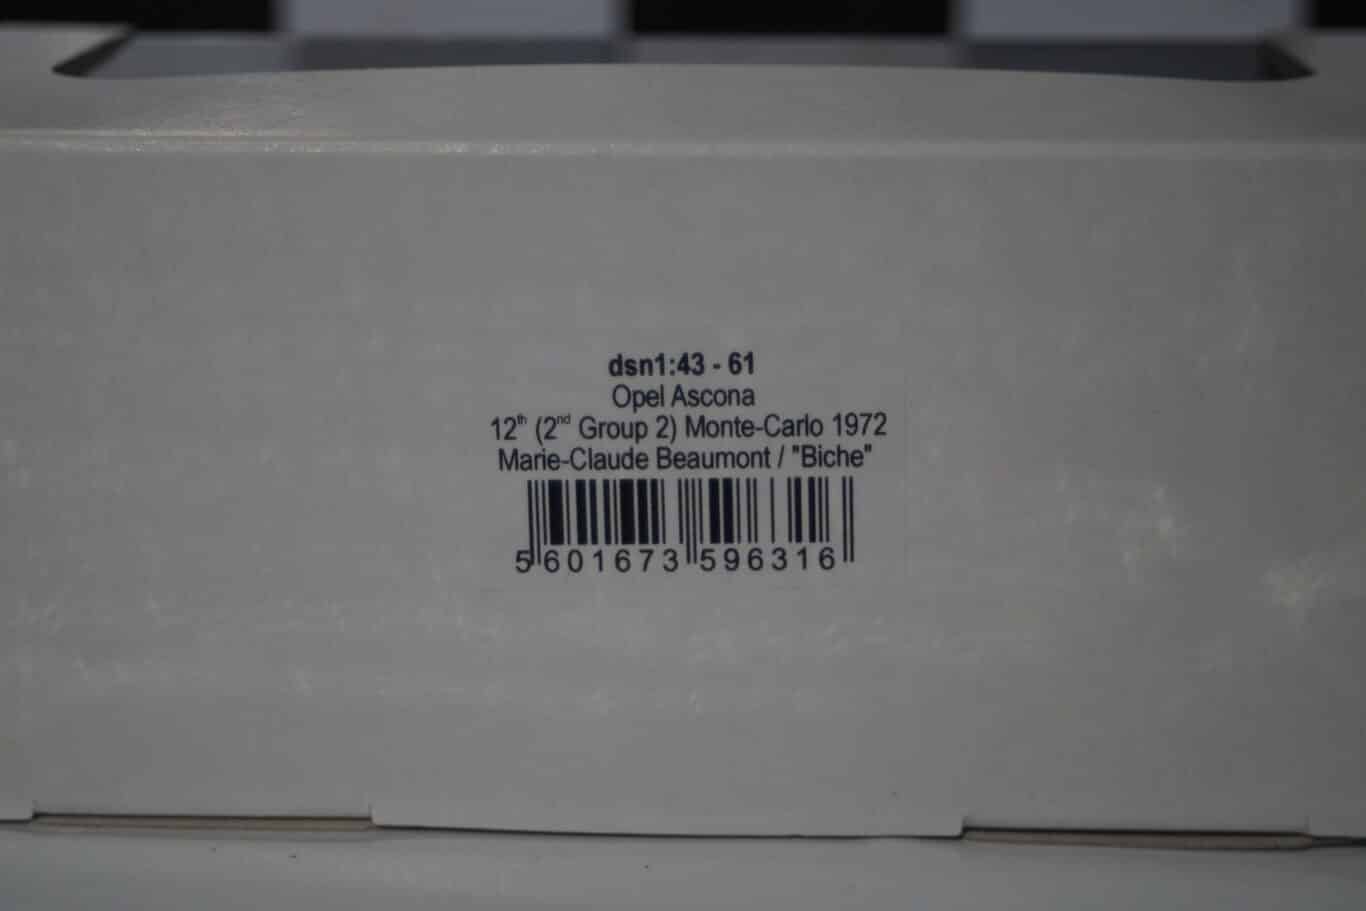 dsn1:43 - 61
Opel Ascona
12th (2nd Group 2) Monte-Carlo 1972
Marie-Claude Beaumont / "Biche"
5 601673 596316